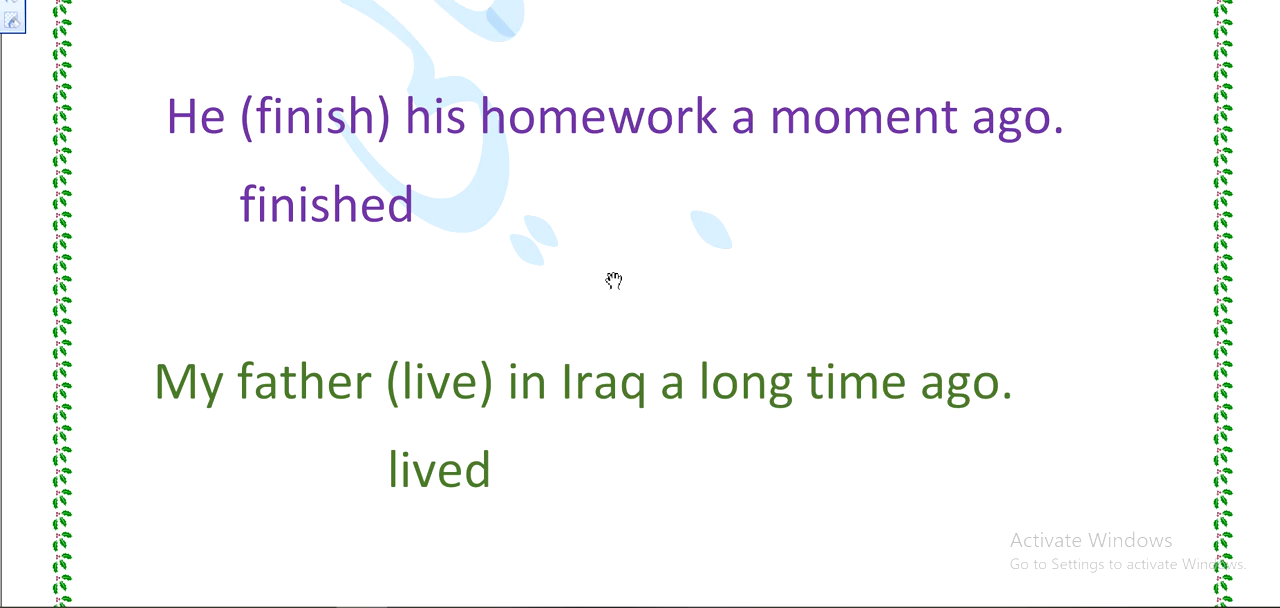 He (finish) his homework a moment ago.
finished
My father (live) in Iraq a long time ago.
lived
Activate Windows
Go to Settings to activate Windows.